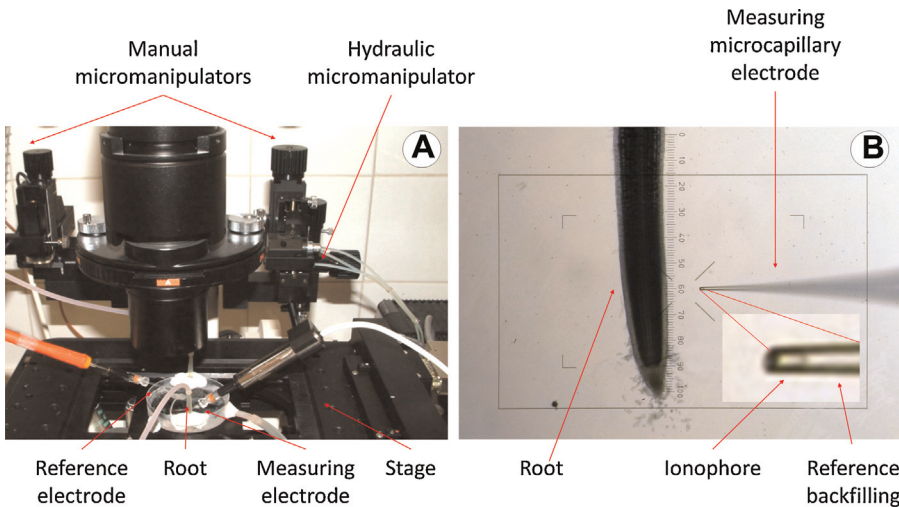 Manual
micromanipulators
Hydraulic
micromanipulator
Measuring
microcapillary
electrode
A
B
A
0
10
20
30
40
50
60
70
80
90
100
Reference
electrode
Root
Measuring
electrode
Stage
Root
Ionophore
Reference
backfilling